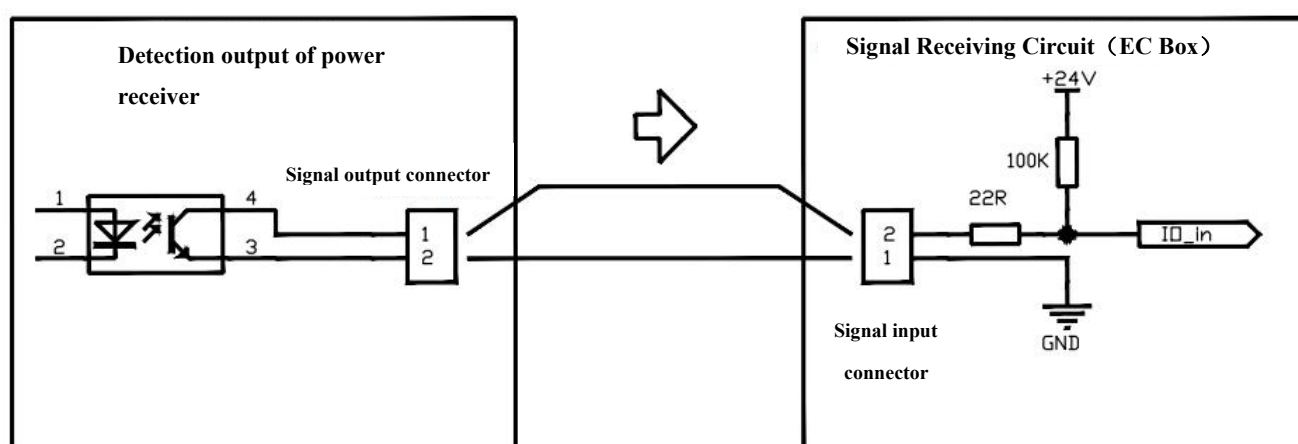 Detection output of power
receiver
Signal output connector
1
2
4
3
1
2
Signal Receiving Circuit（EC Box）
+24V
100K
22R
2
1
IO_in
GND
Signal input
connector